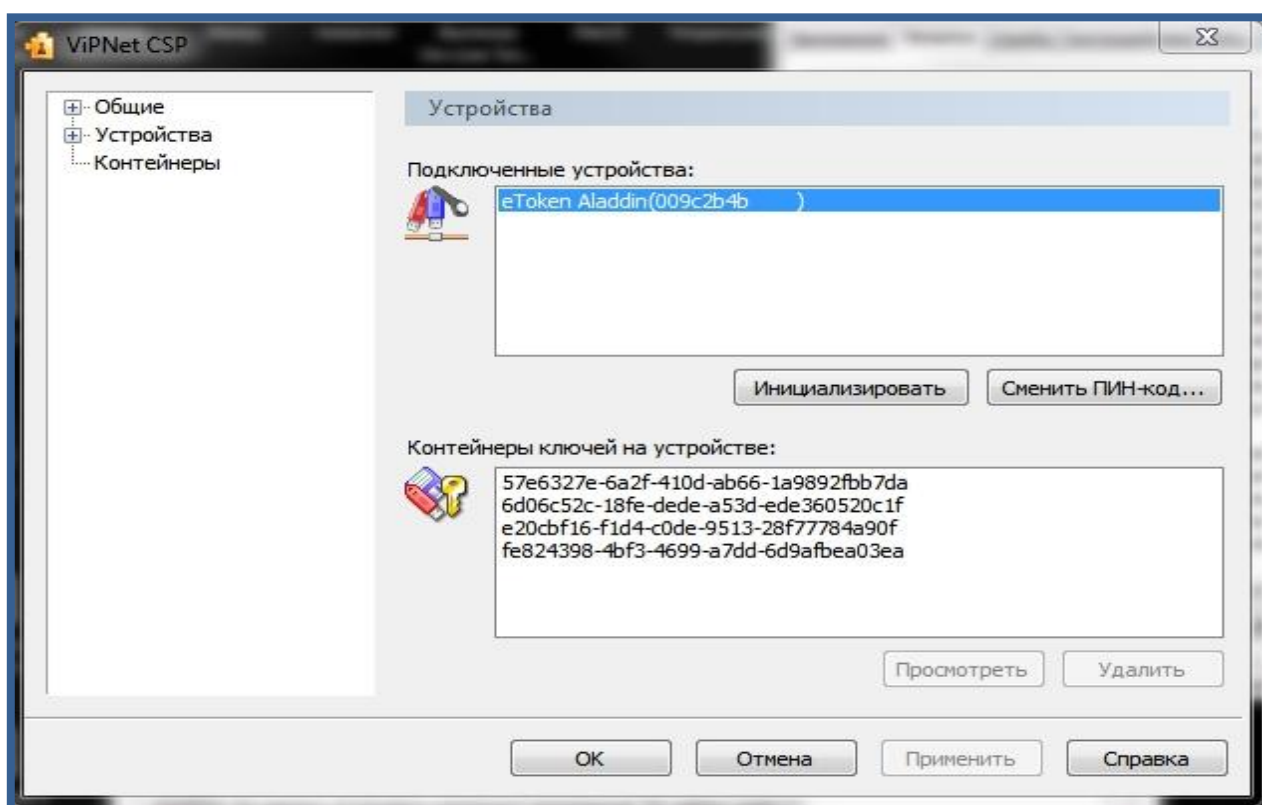 ViPNet CSP
Общие
Устройства
Контейнеры
Устройства
Подключенные устройства:
eToken Aladdin(009c2b4b      )
Инициализировать
Сменить ПИН-код...
Контейнеры ключей на устройстве:
57e6327e-6a2f-410d-ab66-1a9892fbb7da
6d06c52c-18fe-dede-a53d-ede360520c1f
e20cbf16-f1d4-c0de-9513-28f77784a90f
fe824398-4bf3-4699-a7dd-6d9afbea03ea
Просмотреть
Удалить
OK
Отмена
Применить
Справка